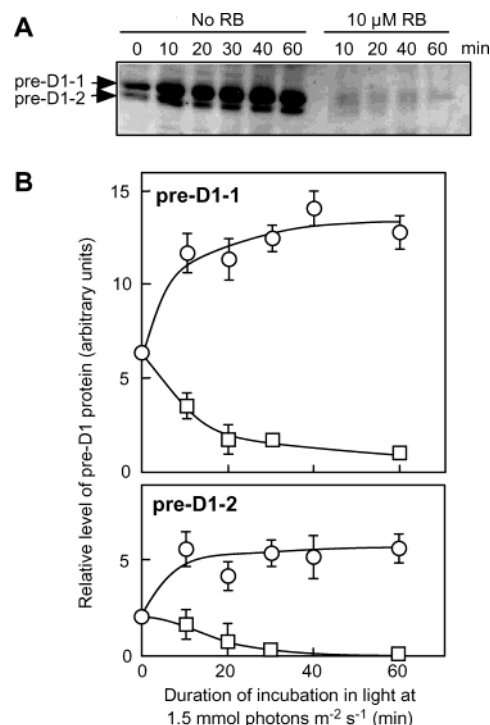 A
No RB
10 µM RB
0 10 20 30 40 60 10 20 40 60 min
pre-D1-1
pre-D1-2
B
Relative level of pre-D1 protein (arbitrary units)
pre-D1-1
15
10
5
0
pre-D1-2
5
0
0 20 40 60
Duration of incubation in light at
1.5 mmol photons m⁻² s⁻¹ (min)